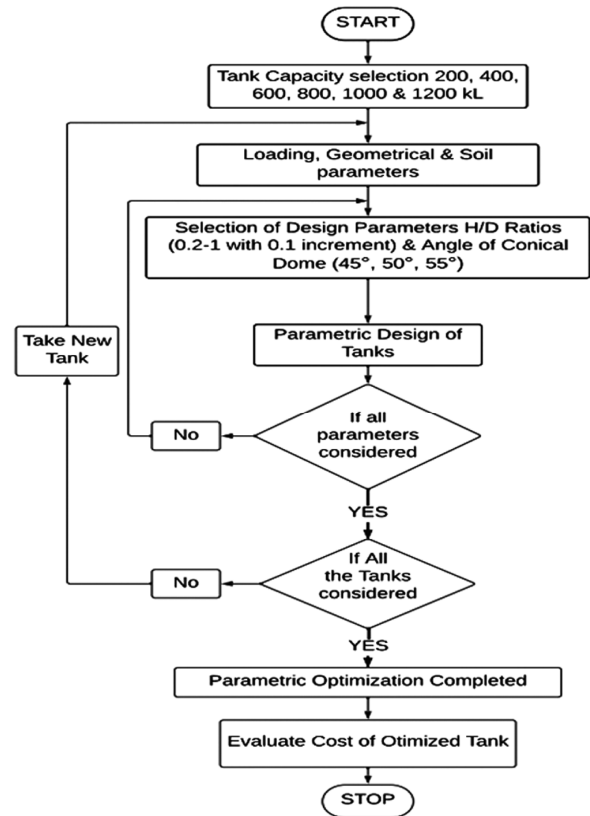 START
Tank Capacity selection 200, 400,
600, 800, 1000 & 1200 kL
Loading, Geometrical & Soil
parameters
Selection of Design Parameters H/D Ratios
(0.2-1 with 0.1 increment) & Angle of Conical
Dome (45°, 50°, 55°)
Take New
Tank
Parametric Design of
Tanks
If all
parameters
considered
No
YES
If All
the Tanks
considered
No
YES
Parametric Optimization Completed
Evaluate Cost of Otimized Tank
STOP